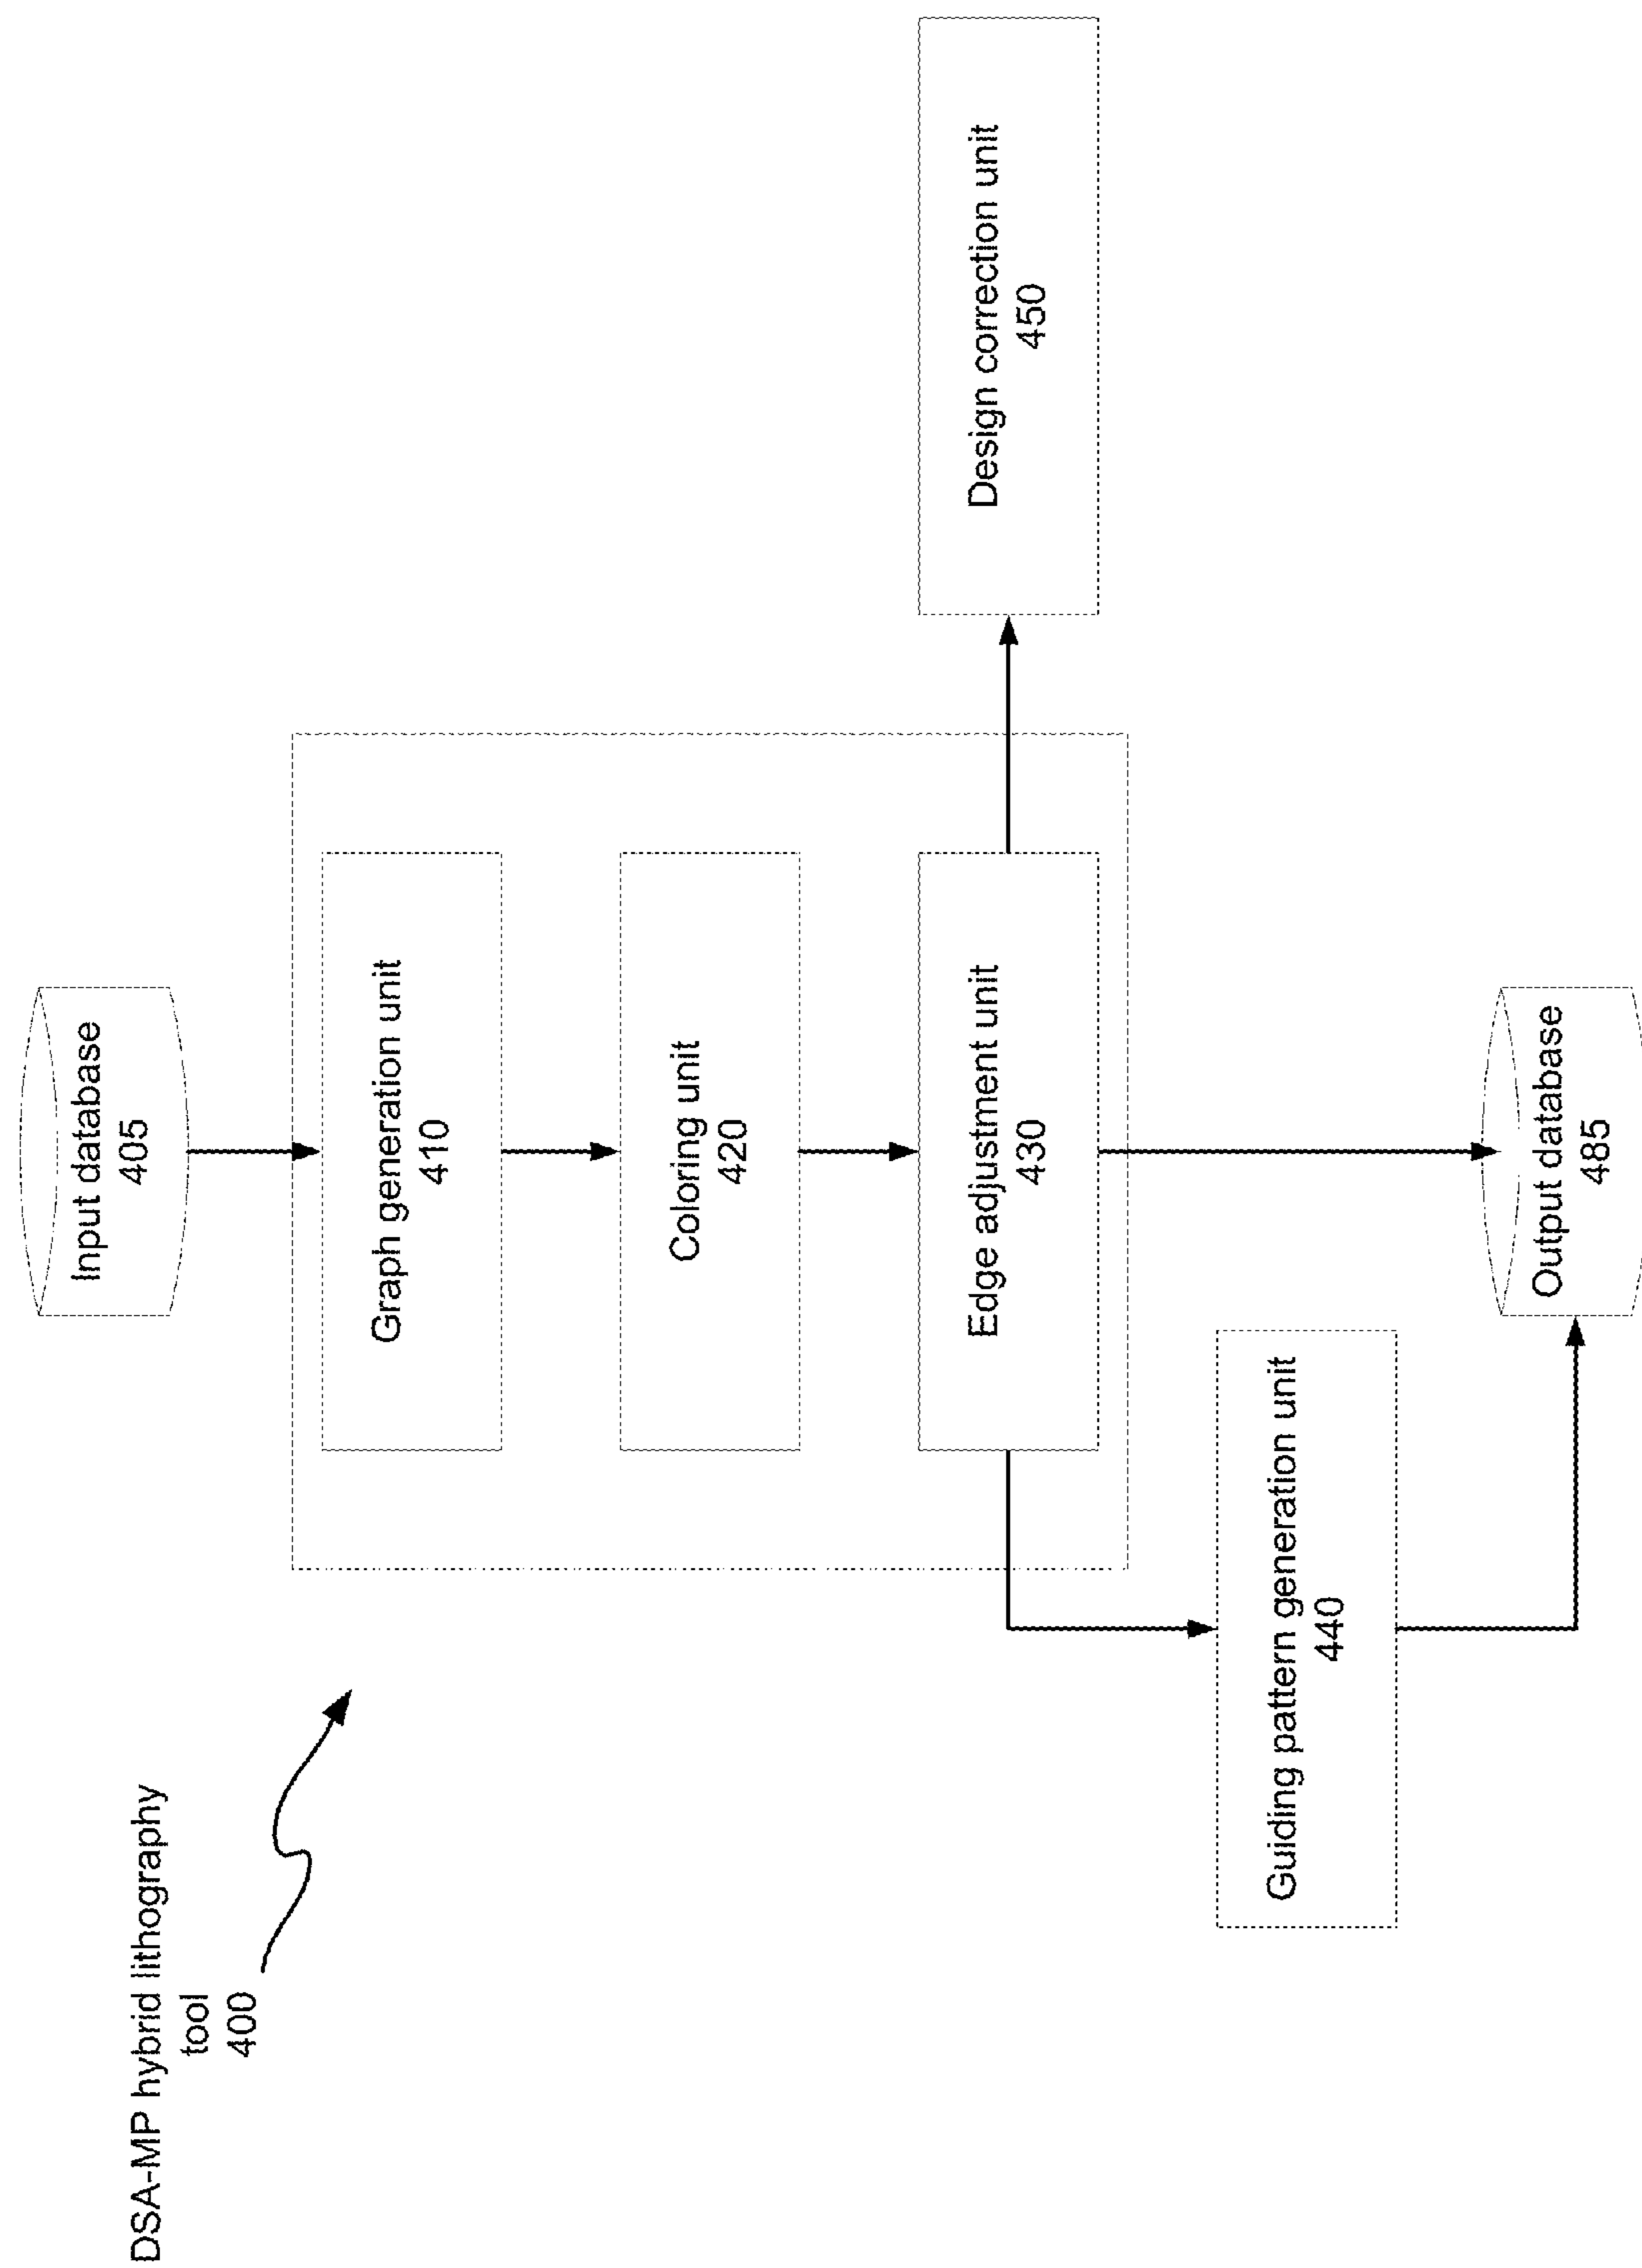 DSA-MP hybrid lithography
tool
400
Input database
405
Graph generation unit
410
Coloring unit
420
Edge adjustment unit
430
Guiding pattern generation unit
440
Design correction unit
450
Output database
485